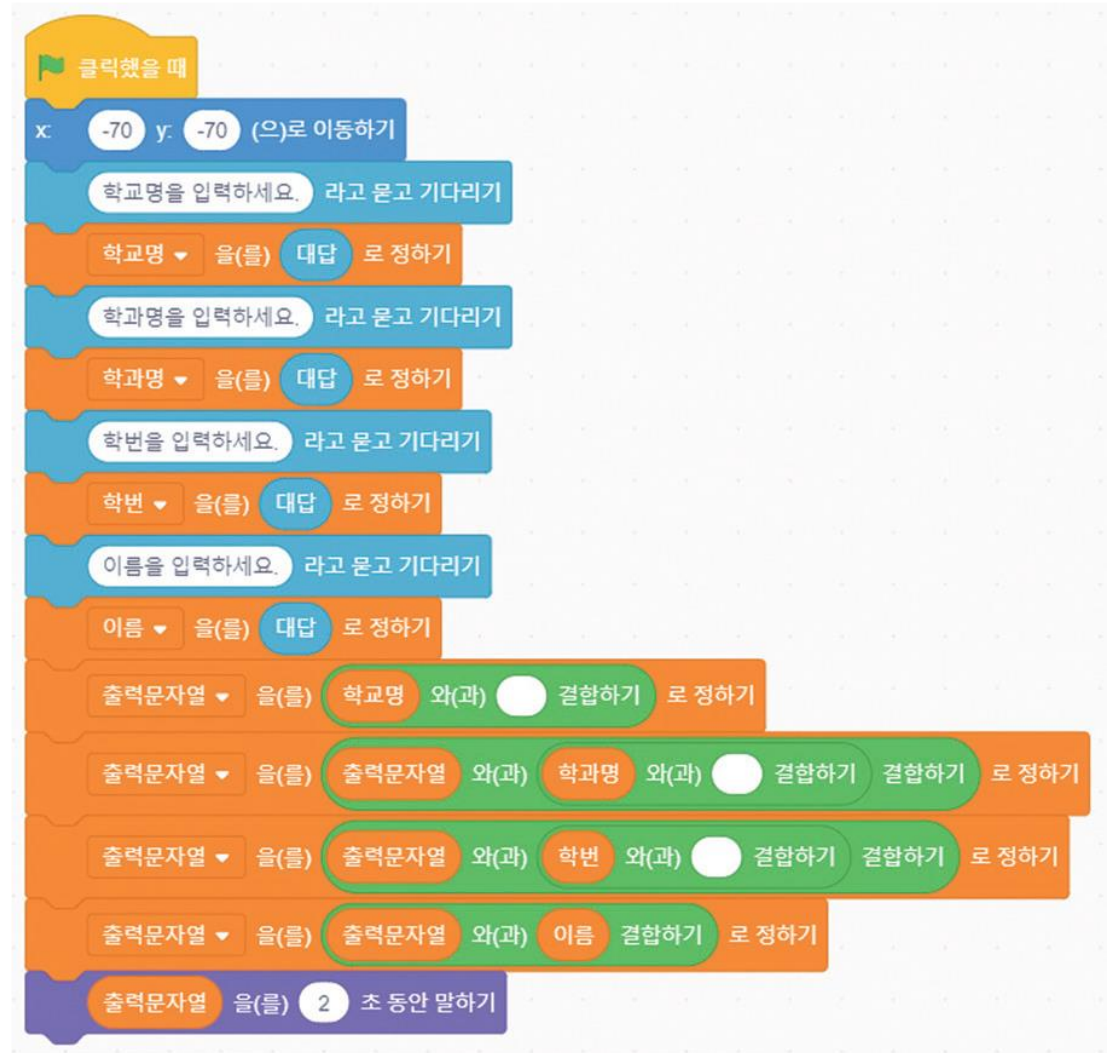 클릭했을 때
x: -70 y: -70 (으)로 이동하기
학교명을 입력하세요. 라고 묻고 기다리기
학교명 을(를) 대답 로 정하기
학과명을 입력하세요. 라고 묻고 기다리기
학과명 을(를) 대답 로 정하기
학번을 입력하세요. 라고 묻고 기다리기
학번 을(를) 대답 로 정하기
이름을 입력하세요. 라고 묻고 기다리기
이름 을(를) 대답 로 정하기
출력문자열 을(를) 학교명 와(과) 결합하기 로 정하기
출력문자열 을(를) 출력문자열 와(과) 학과명 와(과) 결합하기 결합하기 로 정하기
출력문자열 을(를) 출력문자열 와(과) 학번 와(과) 결합하기 결합하기 로 정하기
출력문자열 을(를) 출력문자열 와(과) 이름 결합하기 로 정하기
출력문자열 을(를) 2 초 동안 말하기